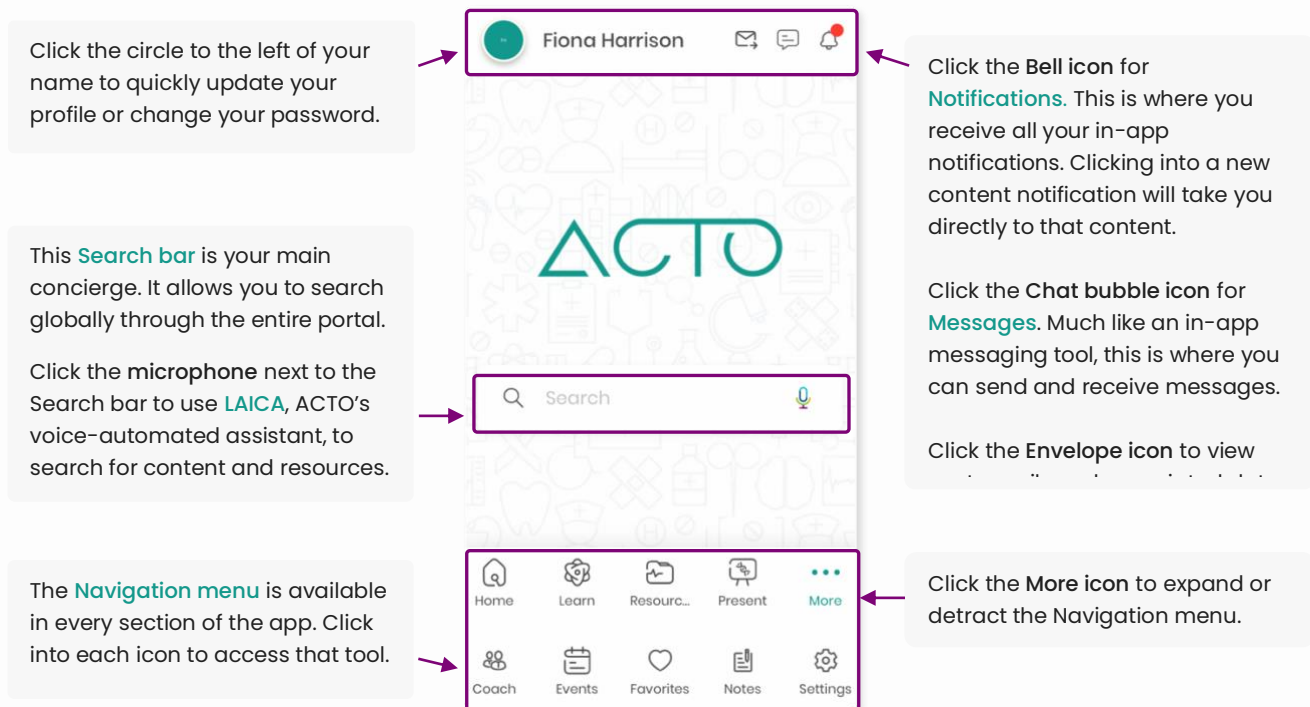 Click the circle to the left of your
name to quickly update your
profile or change your password.
This Search bar is your main
concierge. It allows you to search
globally through the entire portal.
Click the microphone next to the
Search bar to use LAICA, ACTO's
voice-automated assistant, to
search for content and resources.
The Navigation menu is available
in every section of the app. Click
into each icon to access that tool.
Fiona Harrison
ACTO
Search
Home Learn Resourc... Present More
Coach Events Favorites Notes Settings
Click the Bell icon for
Notifications. This is where you
receive all your in-app
notifications. Clicking into a new
content notification will take you
directly to that content.
Click the Chat bubble icon for
Messages. Much like an in-app
messaging tool, this is where you
can send and receive messages.
Click the Envelope icon to view
Click the More icon to expand or
detract the Navigation menu.